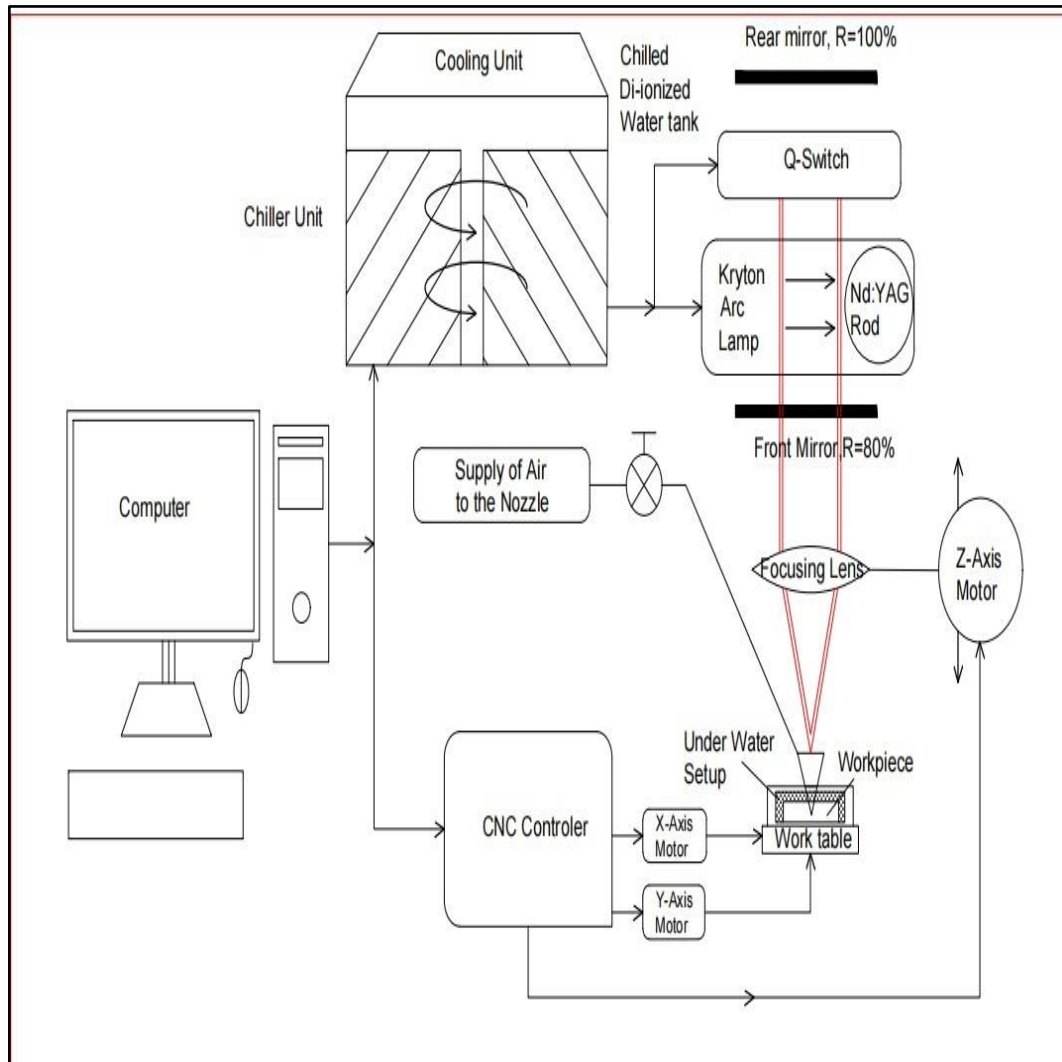 Rear mirror, R=100%
Cooling Unit
Chilled
Di-ionized
Water tank
Q-Switch
Chiller Unit
Kryton
Arc
Lamp
Nd:YAG
Rod
Front Mirror,R=80%
Supply of Air
to the Nozzle
Computer
Focusing Lens
Z-Axis
Motor
Under Water
Setup
Workpiece
CNC Controler
X-Axis
Motor
Work table
Y-Axis
Motor